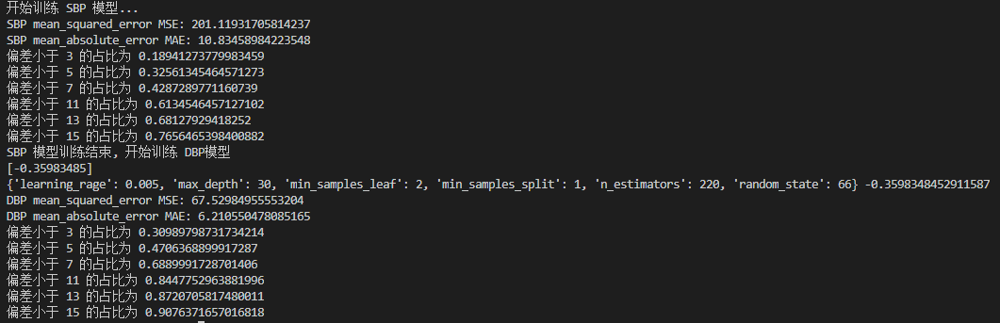 开始训练 SBP 模型...
SBP mean_squared_error MSE: 201.11931705814237
SBP mean_absolute_error MAE: 10.83458984223548
偏差小于 3 的占比为 0.18941273779983459
偏差小于 5 的占比为 0.32561345464571273
偏差小于 7 的占比为 0.4287289771160739
偏差小于 11 的占比为 0.6134546457127102
偏差小于 13 的占比为 0.68127929418252
偏差小于 15 的占比为 0.7656465398400882
SBP 模型训练结束, 开始训练 DBP模型
[-0.35983485]
{'learning_rage': 0.005, 'max_depth': 30, 'min_samples_leaf': 2, 'min_samples_split': 1, 'n_estimators': 220, 'random_state': 66} -0.3598348452911587
DBP mean_squared_error MSE: 67.52984955553204
DBP mean_absolute_error MAE: 6.210550478085165
偏差小于 3 的占比为 0.30989798731734214
偏差小于 5 的占比为 0.4706368899917287
偏差小于 7 的占比为 0.6889991728701406
偏差小于 11 的占比为 0.8447752963881996
偏差小于 13 的占比为 0.8720705817480011
偏差小于 15 的占比为 0.9076371657016818